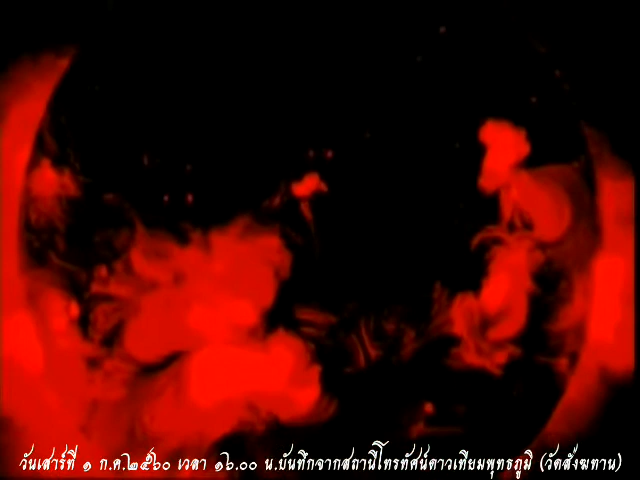 วันเสาร์ที่ ๑ ก.ค.๒๕๖๐ เวลา ๑๖.๐๐ น.บันทึกจากสถานีโทรทัศน์ดาวเทียมพุทธภูมิ (วัดสังฆทาน)